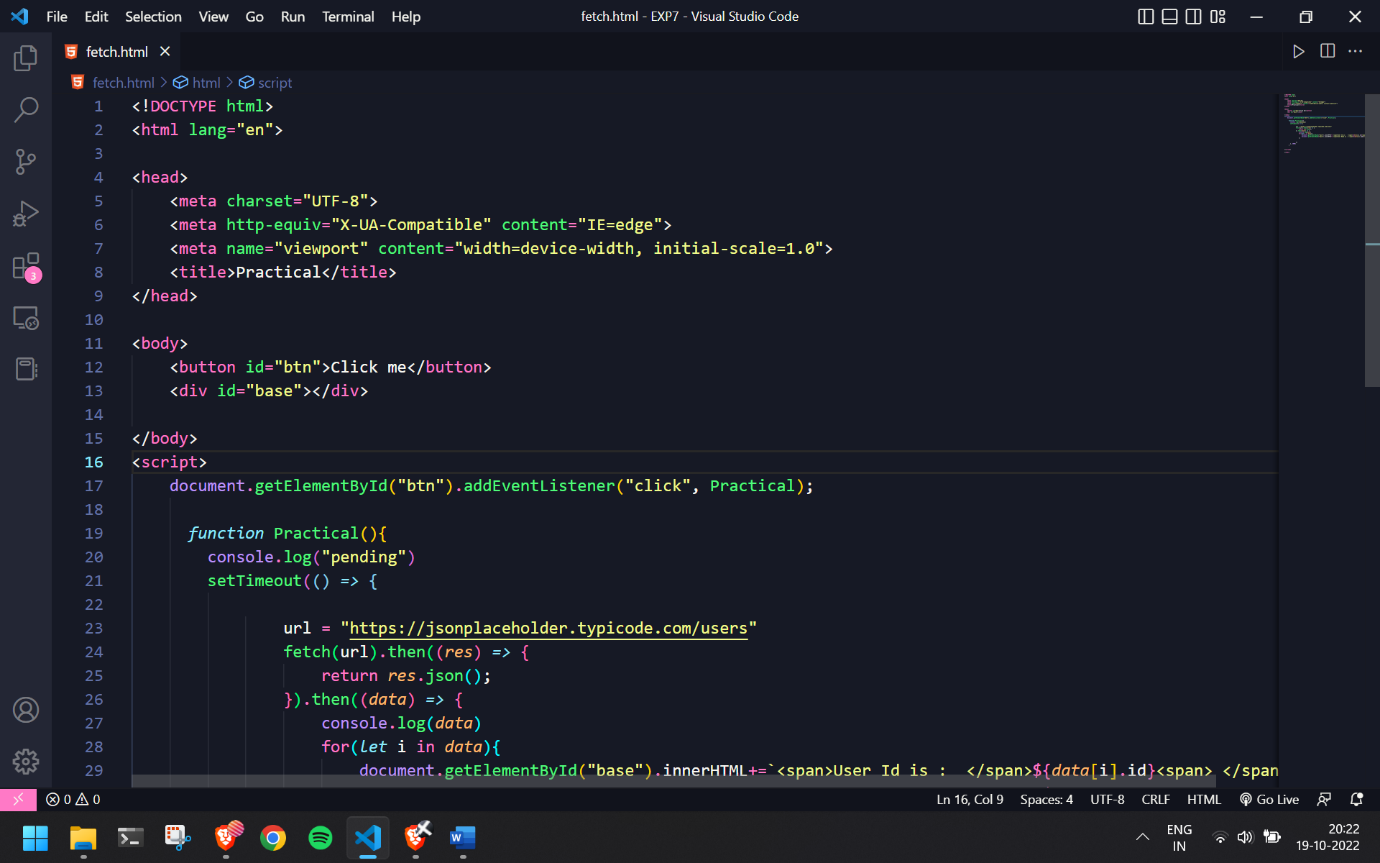 File Edit Selection View Go Run Terminal Help fetch.html - EXP7 - Visual Studio Code
fetch.html
fetch.html > html > script
1 <!DOCTYPE html>
2 <html lang="en">
3
4 <head>
5 <meta charset="UTF-8">
6 <meta http-equiv="X-UA-Compatible" content="IE=edge">
7 <meta name="viewport" content="width=device-width, initial-scale=1.0">
8 <title>Practical</title>
9 </head>
10
11 <body>
12 <button id="btn">Click me</button>
13 <div id="base"></div>
14
15 </body>
16 <script>
17 document.getElementById("btn").addEventListener("click", Practical);
18
19 function Practical(){
20 console.log("pending")
21 setTimeout(() => {
22
23 url = "https://jsonplaceholder.typicode.com/users"
24 fetch(url).then((res) => {
25 return res.json();
26 }).then((data) => {
27 console.log(data)
28 for(let i in data){
29 document.getElementById("base").innerHTML+=`<span>User Id is :  </span>${data[i].id}<span> </span
3
0 0 Ln 16, Col 9 Spaces: 4 UTF-8 CRLF HTML Go Live
ENG
IN
20:22
19-10-2022